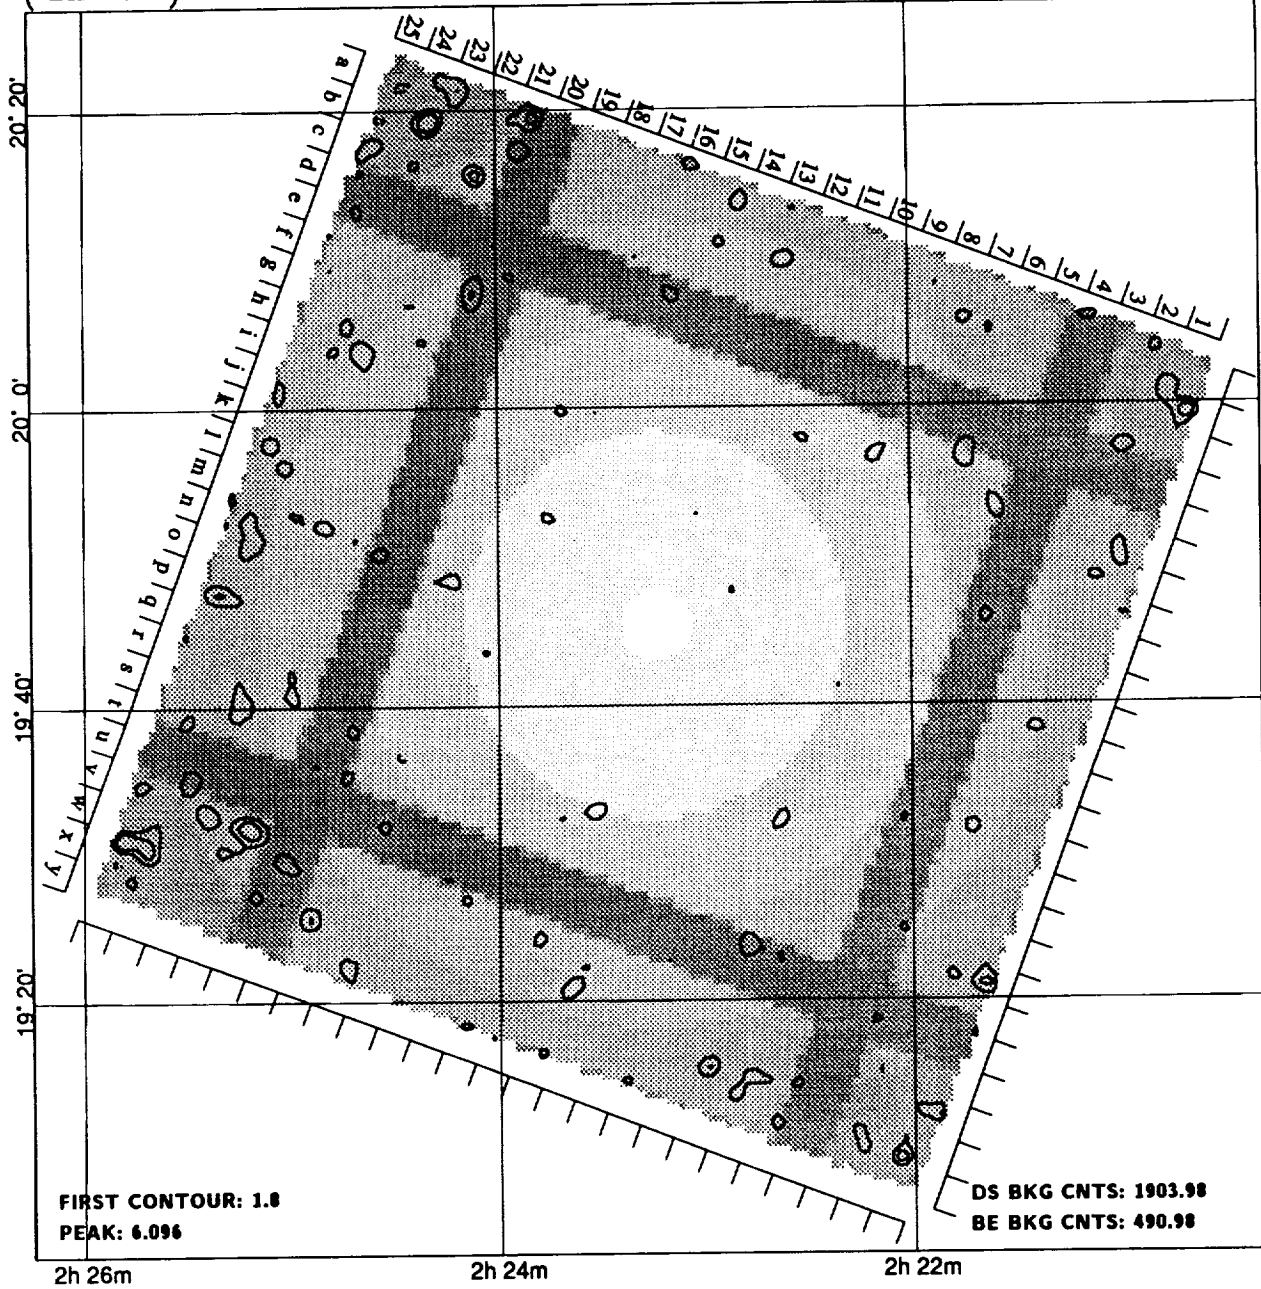 25 24 23 22 21 20 19 18 17 16 15 14 13 12 11 10 9 8 7 6 5 4 3 2 1
a b c d e f g h i j k l m n o p q r s t u v w x y
20° 20'
20° 0'
19° 40'
19° 20'
FIRST CONTOUR: 1.8
PEAK: 6.096
DS BKG CNTS: 1903.98
BE BKG CNTS: 490.98
2h 26m
2h 24m
2h 22m